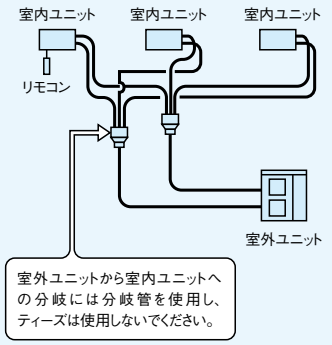 室内ユニット 室内ユニット 室内ユニット
リモコン
室外ユニット
室外ユニットから室内ユニットへ
の分岐には分岐管を使用し、
ティーズは使用しないでください。